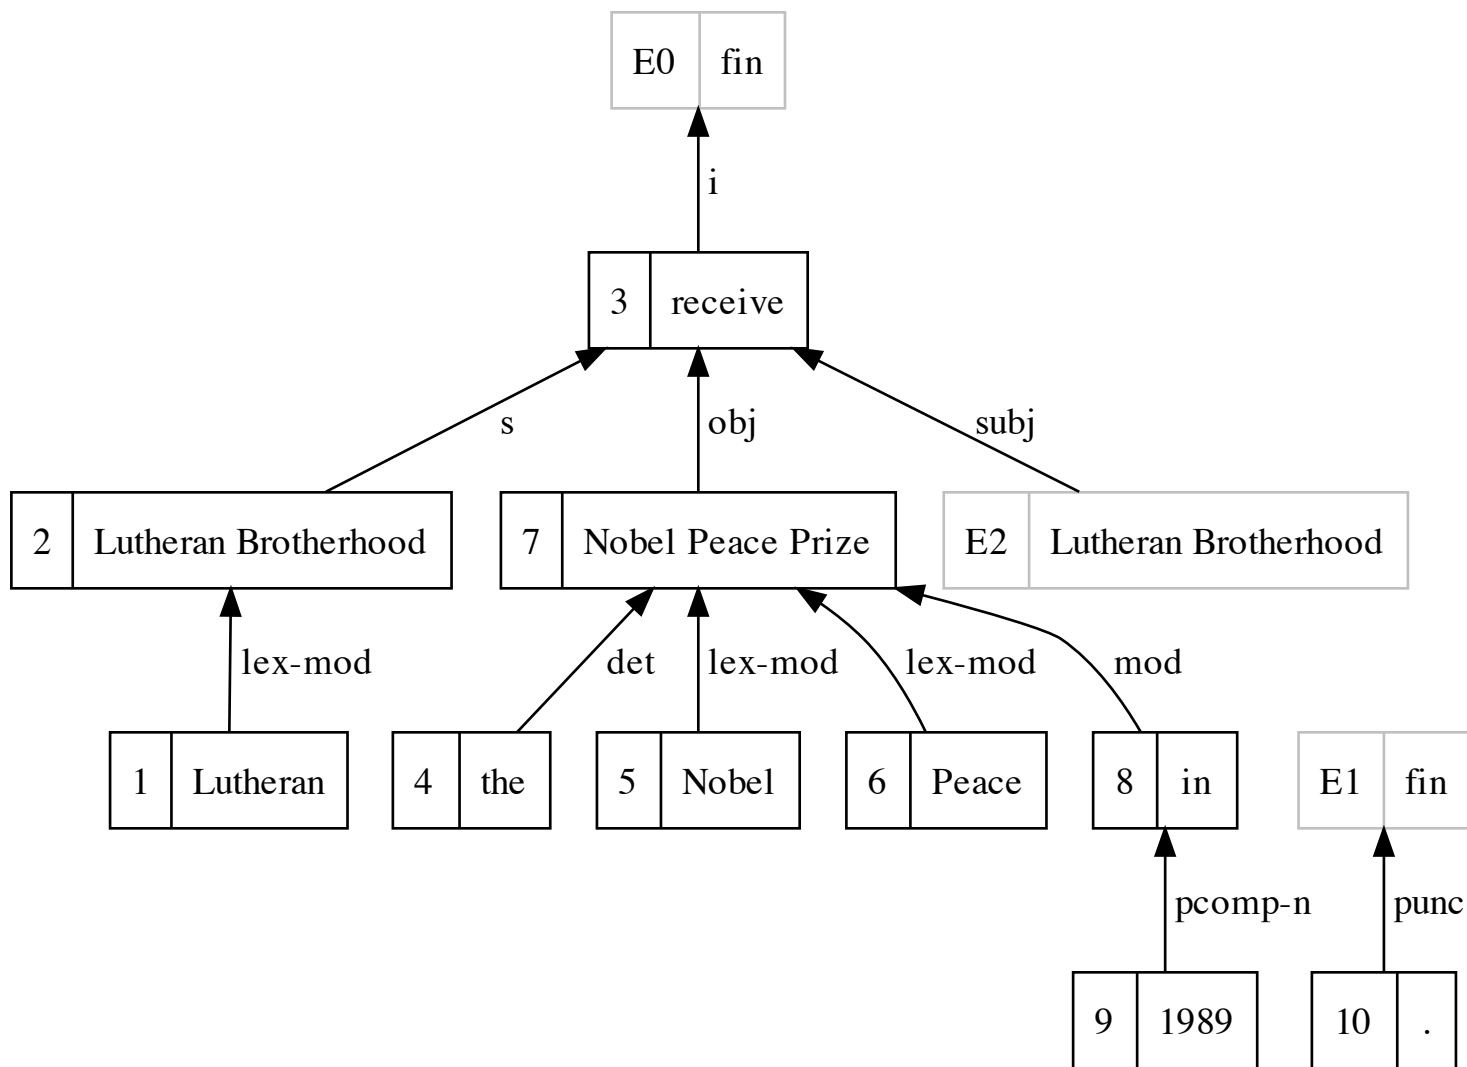 E0 fin
i
3 receive
s obj subj
2 Lutheran Brotherhood 7 Nobel Peace Prize E2 Lutheran Brotherhood
lex-mod det lex-mod lex-mod mod
1 Lutheran 4 the 5 Nobel 6 Peace 8 in E1 fin
pcomp-n punc
9 1989 10 .